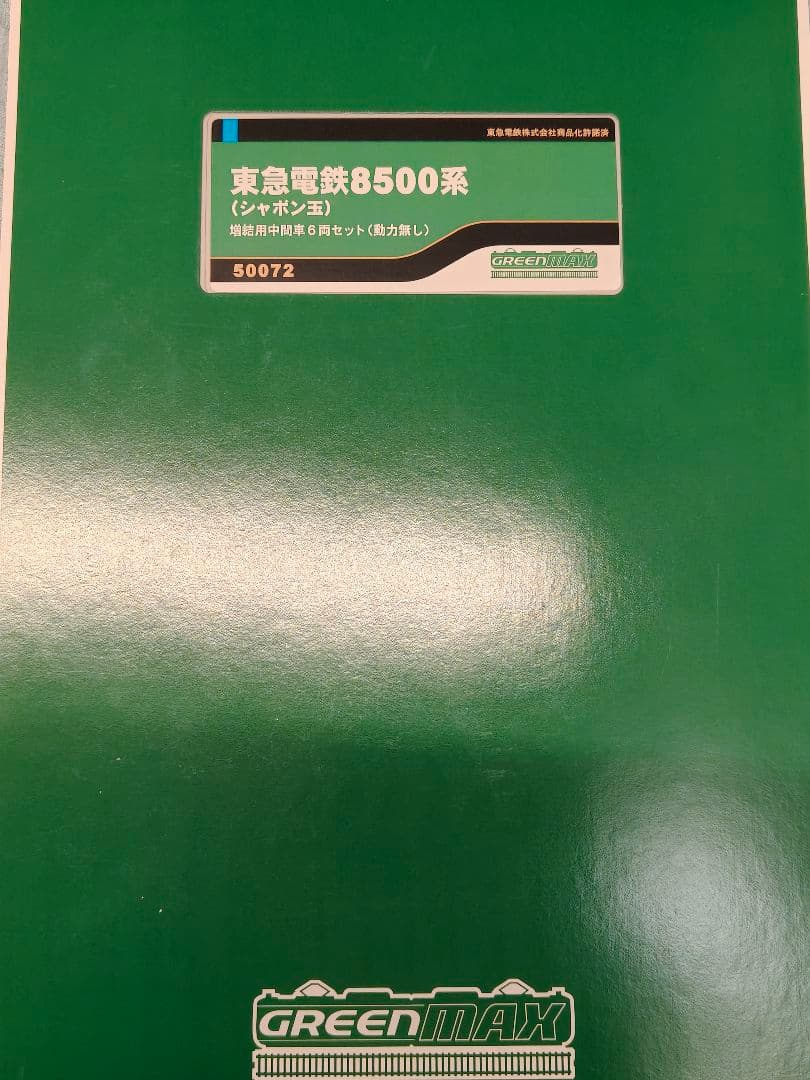 東急電鉄株式会社商品化許諾済
東急電鉄8500系
(シャボン玉)
増結用中間車6両セット(動力無し)
50072
GREENMAX
GREENMAX